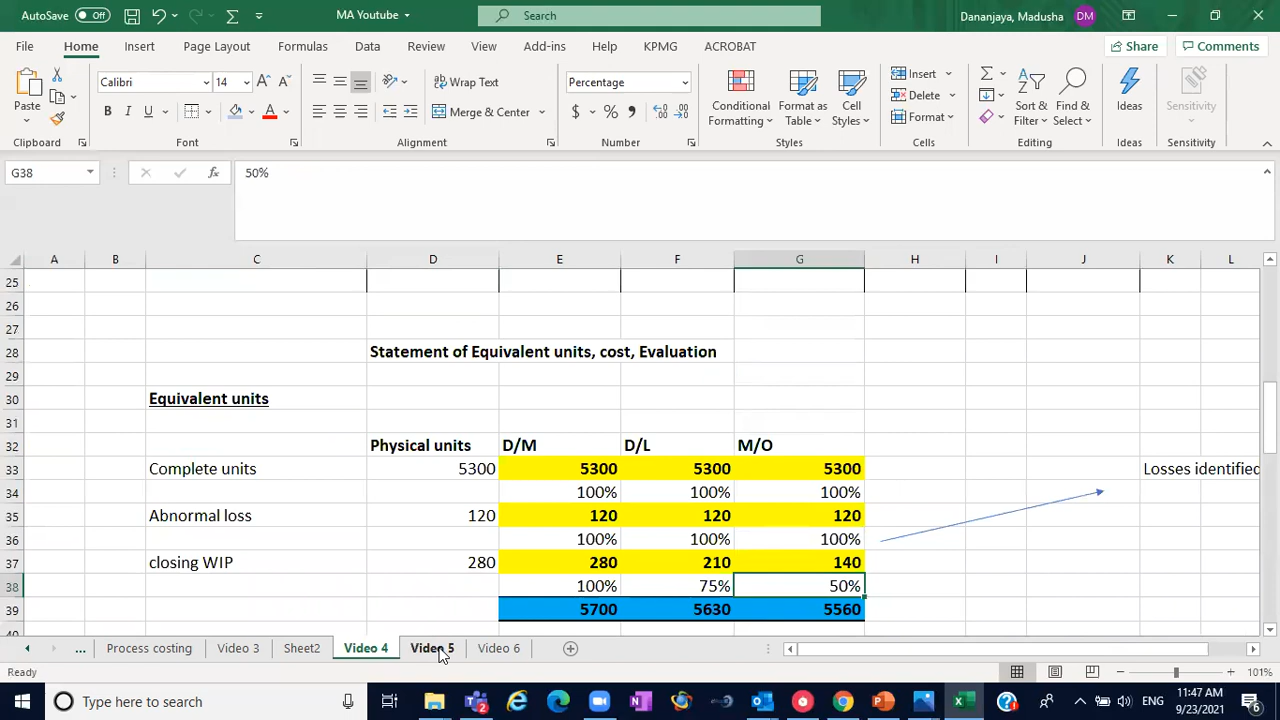 AutoSave Off MA Youtube Search Dananjaya, Madusha DM
File Home Insert Page Layout Formulas Data Review View Add-ins Help KPMG ACROBAT Share Comments
Paste Calibri 14 Wrap Text Percentage Conditional Formatting Format as Table Cell Styles Insert Sort & Filter Find & Select Ideas Sensitivity
B I U A Merge & Center $ % , Delete
Format
Clipboard Font Alignment Number Styles Cells Editing Ideas Sensitivity
G38 fx 50%
A B C D E F G H I J K L
25
26
27
28 Statement of Equivalent units, cost, Evaluation
29
30 Equivalent units
31
32 Physical units D/M D/L M/O
33 Complete units 5300 5300 5300 5300 Losses identified
34 100% 100% 100%
35 Abnormal loss 120 120 120 120
36 100% 100% 100%
37 closing WIP 280 280 210 140
38 100% 75% 50%
39 5700 5630 5560
40
... Process costing Video 3 Sheet2 Video 4 Video 5 Video 6
Ready 101%
Type here to search ENG 11:47 AM
9/23/2021 6